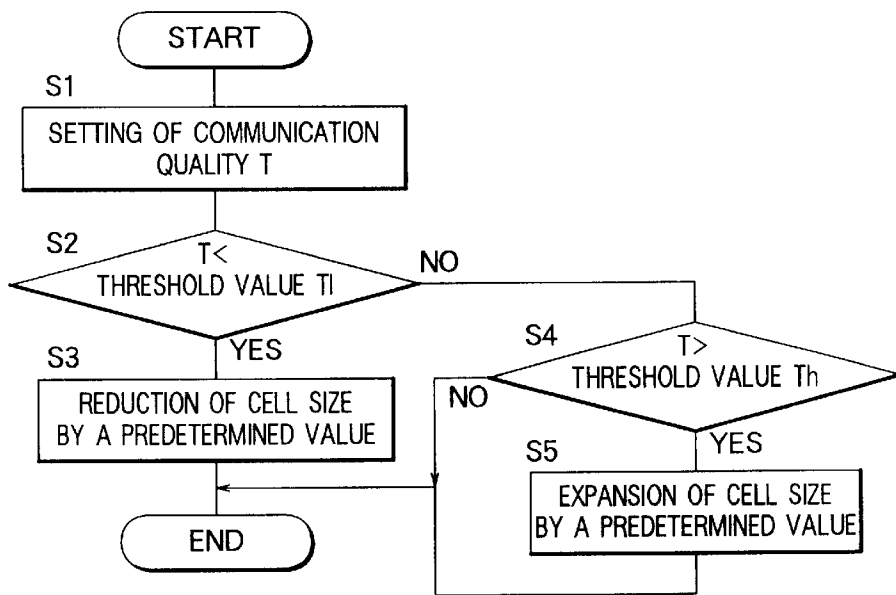 START
S1
SETTING OF COMMUNICATION
QUALITY T
S2
T<
THRESHOLD VALUE Tl
NO
YES
S3
REDUCTION OF CELL SIZE
BY A PREDETERMINED VALUE
S4
T>
THRESHOLD VALUE Th
NO
YES
S5
EXPANSION OF CELL SIZE
BY A PREDETERMINED VALUE
END